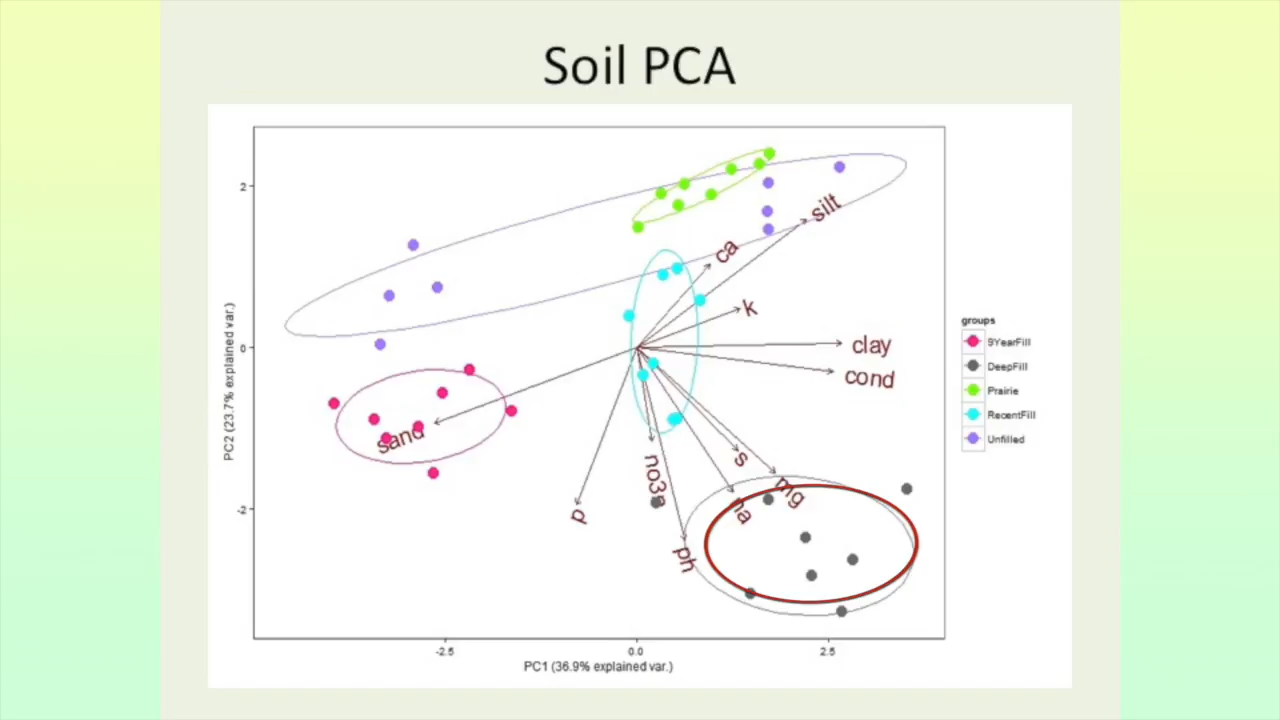 Soil PCA
2
0
-2
PC2 (23.7% explained var.)
silt
ca
k
clay
cond
sand
s
mg
na
no3n
p
ph
-2.5
0.0
2.5
PC1 (36.9% explained var.)
groups
9YearFill
DeepFill
Prairie
RecentFill
Unfilled